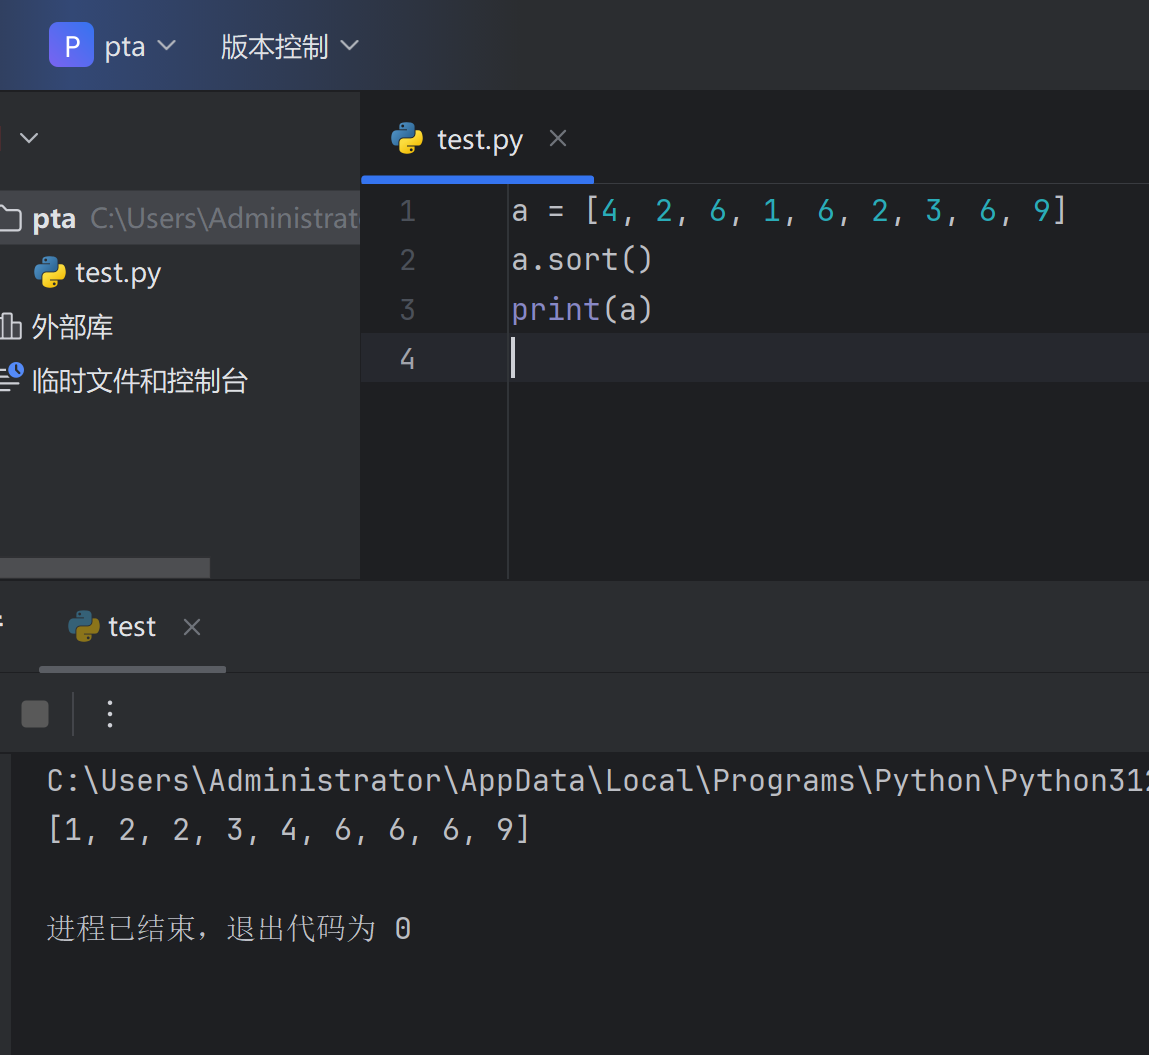 P pta 版本控制
test.py
pta C:\Users\Administrat
test.py
外部库
临时文件和控制台
1 a = [4, 2, 6, 1, 6, 2, 3, 6, 9]
2 a.sort()
3 print(a)
4
test
C:\Users\Administrator\AppData\Local\Programs\Python\Python312
[1, 2, 2, 3, 4, 6, 6, 6, 9]
进程已结束，退出代码为 0